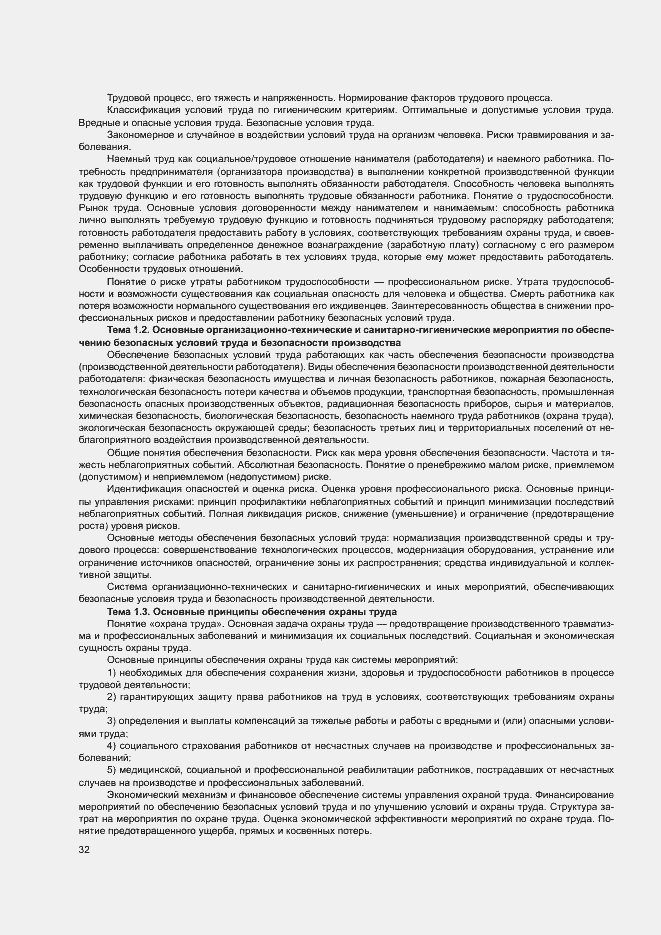 Трудовой процесс, его тяжесть и напряженность. Нормирование факторов трудового процесса.
Классификация условий труда по гигиеническим критериям. Оптимальные и допустимые условия труда.
Вредные и опасные условия труда. Безопасные условия труда.
Закономерное и случайное в воздействии условий труда на организм человека. Риски травмирования и за-
болевания.
Наемный труд как социальное/трудовое отношение нанимателя (работодателя) и наемного работника. По-
требность предпринимателя (организатора производства) в выполнении конкретной производственной функции
как трудовой функции и его готовность выполнять обязанности работодателя. Способность человека выполнять
трудовую функцию и его готовность выполнять трудовые обязанности работника. Понятие о трудоспособности.
Рынок труда. Основные условия договоренности между нанимателем и нанимаемым: способность работника
лично выполнять требуемую трудовую функцию и готовность подчиняться трудовому распорядку работодателя;
готовность работодателя предоставить работу в условиях, соответствующих требованиям охраны труда, и своев-
ременно выплачивать определенное денежное вознаграждение (заработную плату) согласному с его размером
работнику; согласие работника работать в тех условиях труда, которые ему может предоставить работодатель.
Особенности трудовых отношений.
Понятие о риске утраты работником трудоспособности — профессиональном риске. Утрата трудоспособ-
ности и возможности существования как социальная опасность для человека и общества. Смерть работника как
потеря возможности нормального существования его иждивенцев. Заинтересованность общества в снижении про-
фессиональных рисков и предоставлении работнику безопасных условий труда.
Тема 1.2. Основные организационно-технические и санитарно-гигиенические мероприятия по обеспе-
чению безопасных условий труда и безопасности производства
Обеспечение безопасных условий труда работающих как часть обеспечения безопасности производства
(производственной деятельности работодателя). Виды обеспечения безопасности производственной деятельности
работодателя: физическая безопасность имущества и личная безопасность работников, пожарная безопасность,
технологическая безопасность потери качества и объемов продукции, транспортная безопасность, промышленная
безопасность опасных производственных объектов, радиационная безопасность приборов, сырья и материалов,
химическая безопасность, биологическая безопасность, безопасность наемного труда работников (охрана труда),
экологическая безопасность окружающей среды; безопасность третьих лиц и территориальных поселений от не-
благоприятного воздействия производственной деятельности.
Общие понятия обеспечения безопасности. Риск как мера уровня обеспечения безопасности. Частота и тя-
жесть неблагоприятных событий. Абсолютная безопасность. Понятие о пренебрежимо малом риске, приемлемом
(допустимом) и неприемлемом (недопустимом) риске.
Идентификация опасностей и оценка риска. Оценка уровня профессионального риска. Основные принци-
пы управления рисками: принцип профилактики неблагоприятных событий и принцип минимизации последствий
неблагоприятных событий. Полная ликвидация рисков, снижение (уменьшение) и ограничение (предотвращение
роста) уровня рисков.
Основные методы обеспечения безопасных условий труда: нормализация производственной среды и тру-
дового процесса: совершенствование технологических процессов, модернизация оборудования, устранение или
ограничение источников опасностей, ограничение зоны их распространения; средства индивидуальной и коллек-
тивной защиты.
Система организационно-технических и санитарно-гигиенических и иных мероприятий, обеспечивающих
безопасные условия труда и безопасность производственной деятельности.
Тема 1.3. Основные принципы обеспечения охраны труда
Понятие «охрана труда». Основная задача охраны труда — предотвращение производственного травматиз-
ма и профессиональных заболеваний и минимизация их социальных последствий. Социальная и экономическая
сущность охраны труда.
Основные принципы обеспечения охраны труда как системы мероприятий:
1) необходимых для обеспечения сохранения жизни, здоровья и трудоспособности работников в процессе
трудовой деятельности;
2) гарантирующих защиту права работников на труд в условиях, соответствующих требованиям охраны
труда;
3) определения и выплаты компенсаций за тяжелые работы и работы с вредными и (или) опасными услови-
ями труда;
4) социального страхования работников от несчастных случаев на производстве и профессиональных за-
болеваний;
5) медицинской, социальной и профессиональной реабилитации работников, пострадавших от несчастных
случаев на производстве и профессиональных заболеваний.
Экономический механизм и финансовое обеспечение системы управления охраной труда. Финансирование
мероприятий по обеспечению безопасных условий труда и по улучшению условий и охраны труда. Структура за-
трат на мероприятия по охране труда. Оценка экономической эффективности мероприятий по охране труда. По-
нятие предотвращенного ущерба, прямых и косвенных потерь.
32